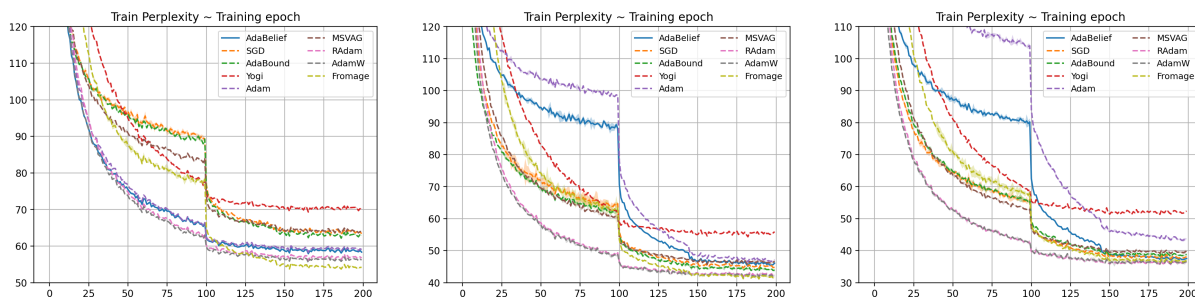 Train Perplexity ~ Training epoch
120
110
100
90
80
70
60
50
0 25 50 75 100 125 150 175 200
AdaBelief
SGD
AdaBound
Yogi
Adam
MSVAG
RAdam
AdamW
Fromage
Train Perplexity ~ Training epoch
120
110
100
90
80
70
60
50
40
0 25 50 75 100 125 150 175 200
AdaBelief
SGD
AdaBound
Yogi
Adam
MSVAG
RAdam
AdamW
Fromage
Train Perplexity ~ Training epoch
110
100
90
80
70
60
50
40
30
0 25 50 75 100 125 150 175 200
AdaBelief
SGD
AdaBound
Yogi
Adam
MSVAG
RAdam
AdamW
Fromage